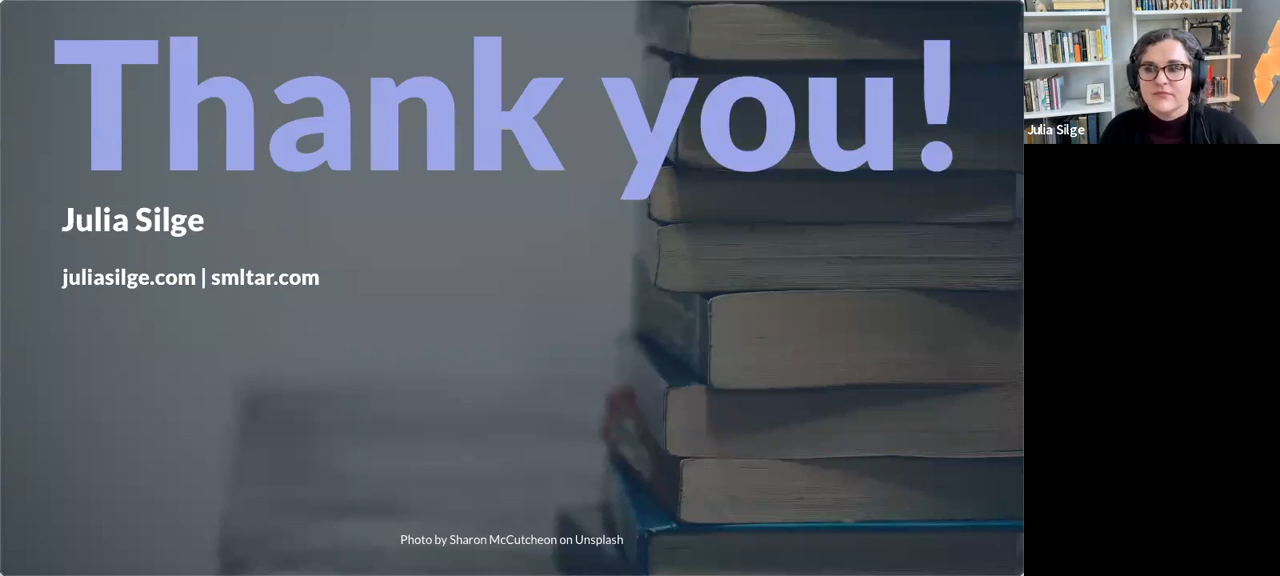 Thank you!
Julia Silge
juliasilge.com | smltar.com
Photo by Sharon McCutcheon on Unsplash
Julia Silge